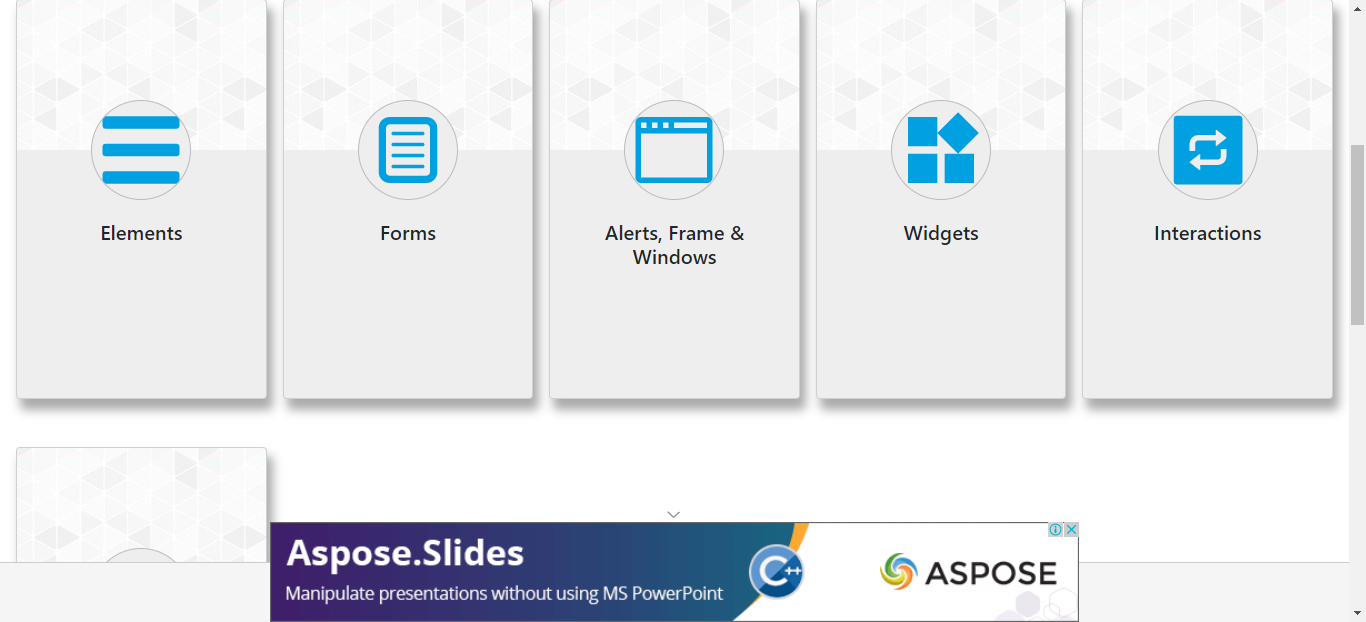 Elements
Forms
Alerts, Frame &
Windows
Widgets
Interactions
Aspose.Slides
Manipulate presentations without using MS PowerPoint
C++
ASPOSE